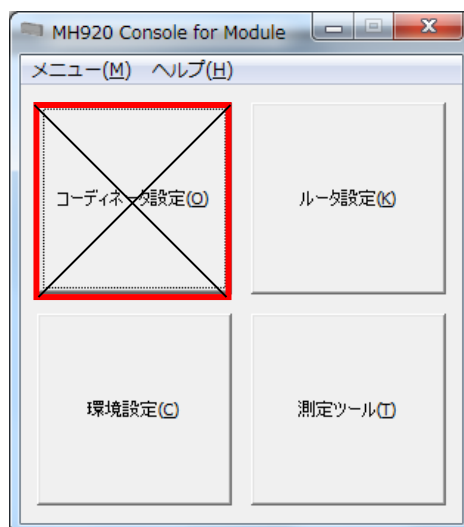 MH920 Console for Module
メニュー(M) ヘルプ(H)
コーディネータ設定(O)
ルータ設定(K)
環境設定(C)
測定ツール(T)